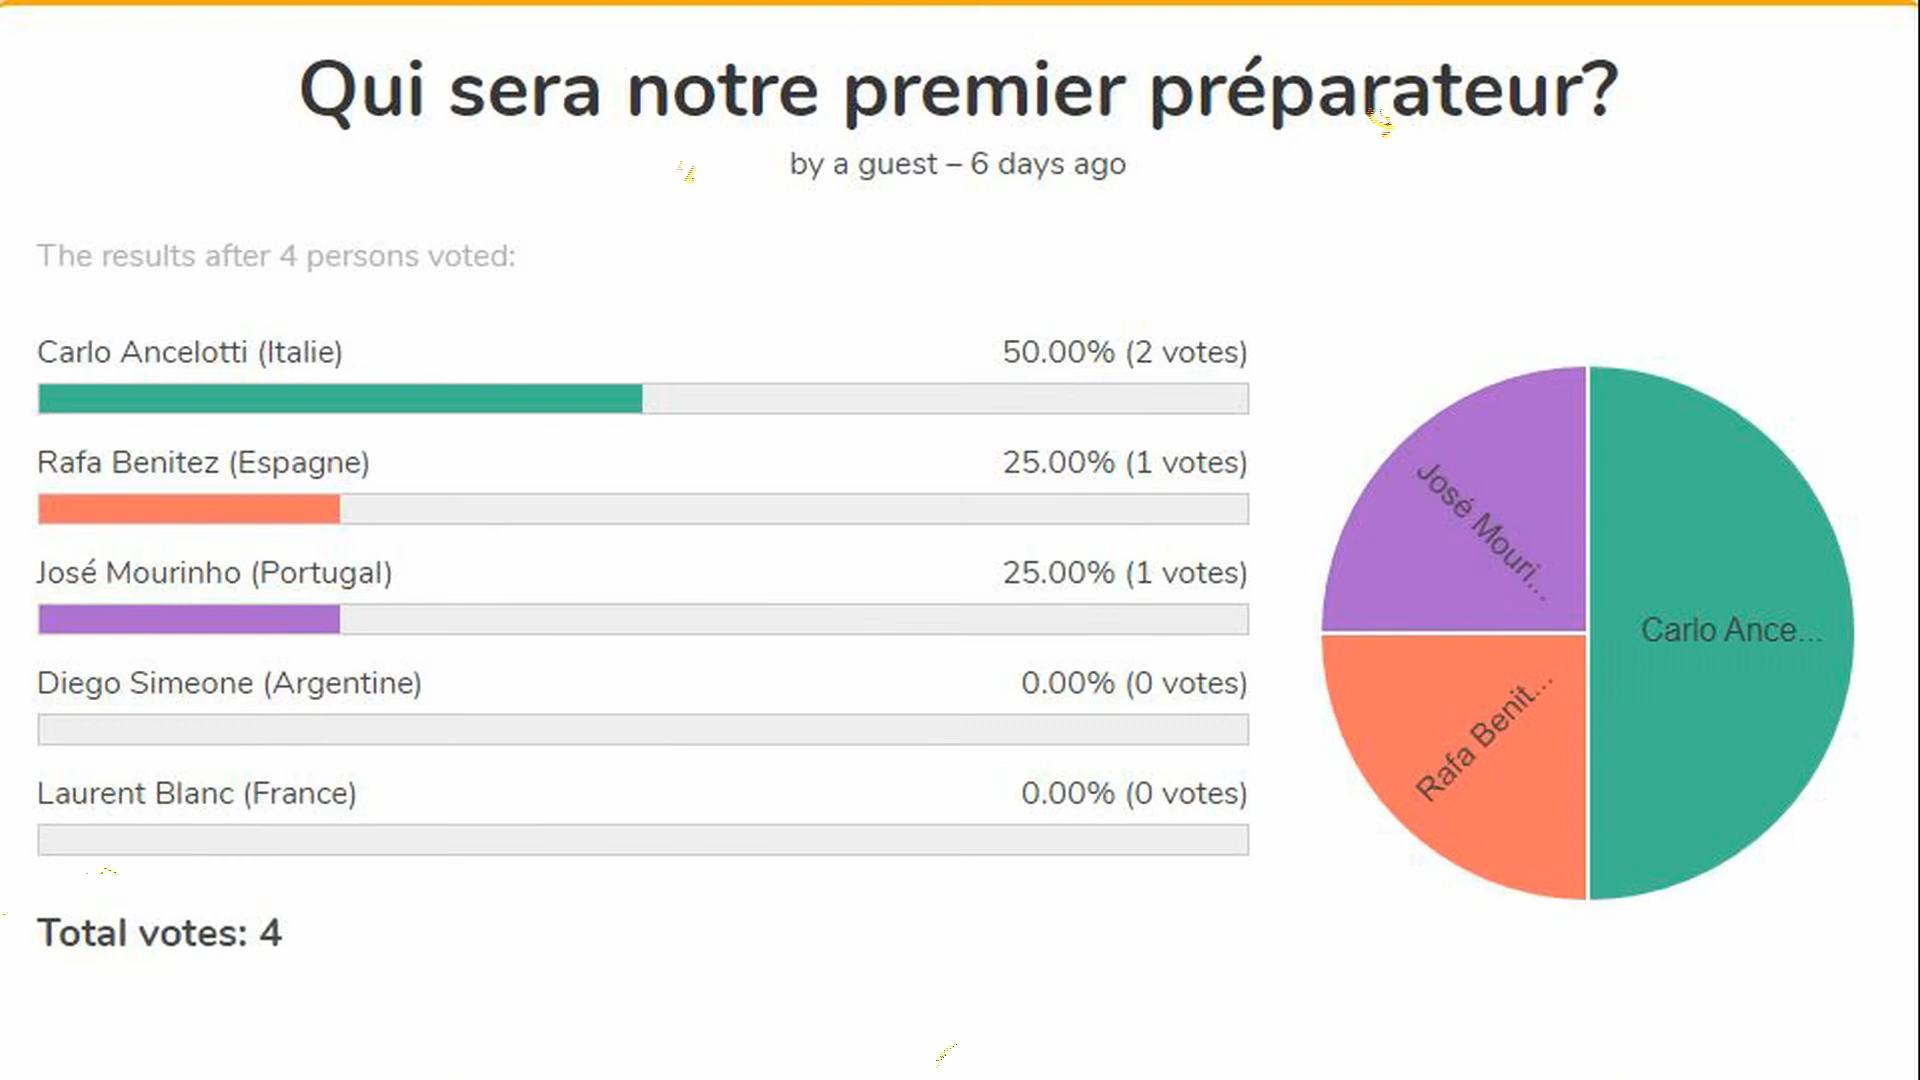 Qui sera notre premier préparateur?
by a guest – 6 days ago
The results after 4 persons voted:
Carlo Ancelotti (Italie) 50.00% (2 votes)
Rafa Benitez (Espagne) 25.00% (1 votes)
José Mourinho (Portugal) 25.00% (1 votes)
Diego Simeone (Argentine) 0.00% (0 votes)
Laurent Blanc (France) 0.00% (0 votes)
Total votes: 4
José Mouri...
Carlo Ance...
Rafa Benit...